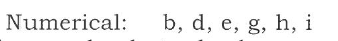 Numerical: b, d, e, g, h, i